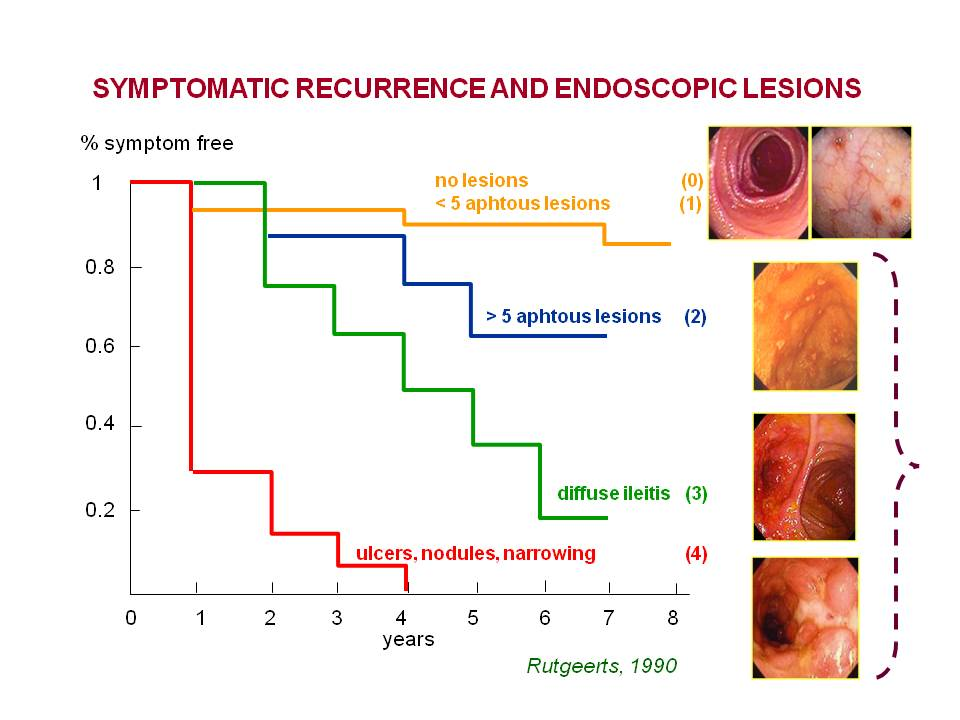 SYMPTOMATIC RECURRENCE AND ENDOSCOPIC LESIONS
% symptom free
1
0.8
0.6
0.4
0.2
no lesions (0)
< 5 aphtous lesions (1)
> 5 aphtous lesions (2)
diffuse ileitis (3)
ulcers, nodules, narrowing (4)
0 1 2 3 4 5 6 7 8
years
Rutgeerts, 1990